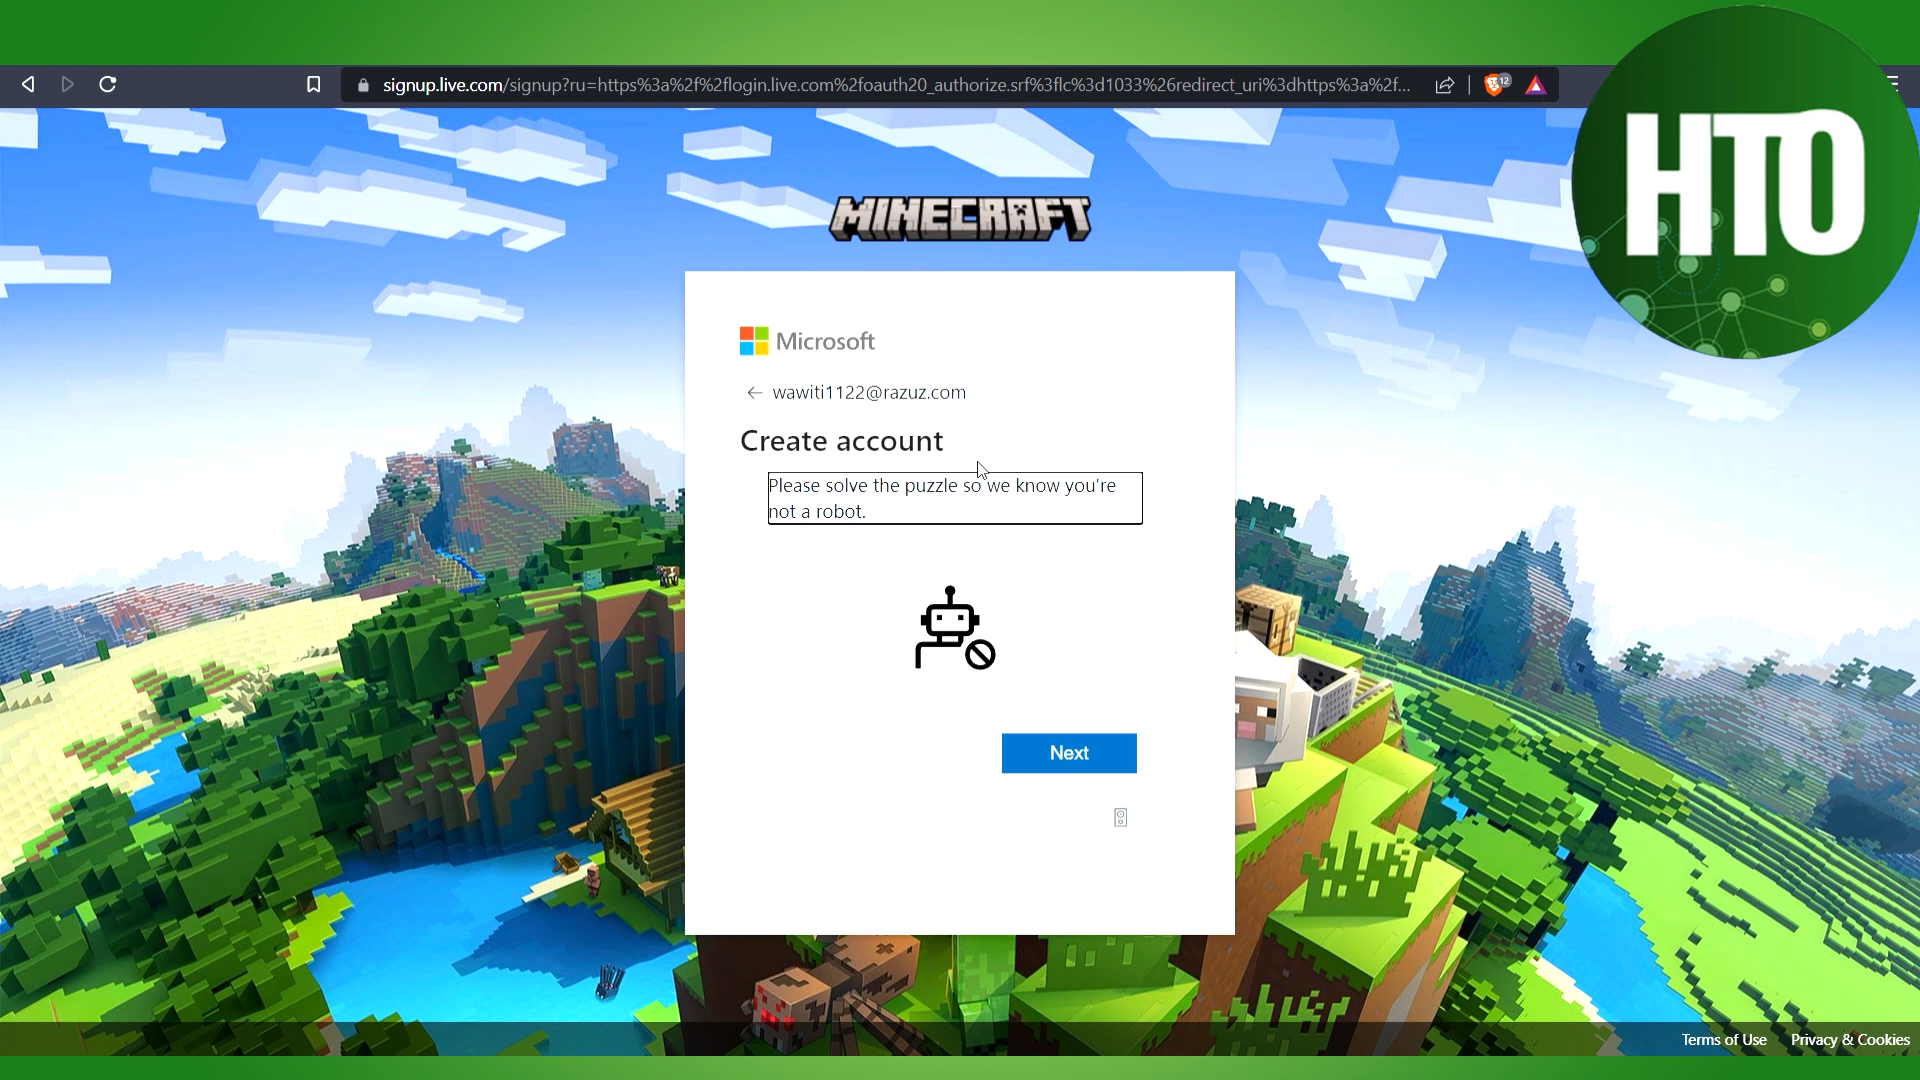 signup.live.com/signup?ru=https%3a%2f%2flogin.live.com%2foauth20_authorize.srf%3flc%3d1033%26redirect_uri%3dhttps%3a%2f...
12
HTO
MINECRAFT
Microsoft
wawiti1122@razuz.com
Create account
Please solve the puzzle so we know you're
not a robot.
Next
Terms of Use Privacy & Cookies